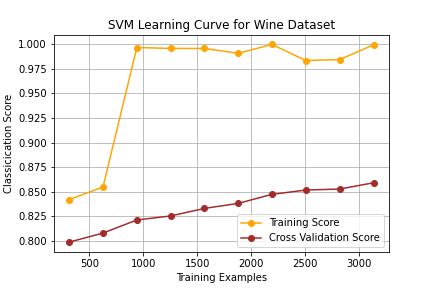 SVM Learning Curve for Wine Dataset
1.000
0.975
0.950
0.925
0.900
0.875
0.850
0.825
0.800
Classicication Score
Training Score
Cross Validation Score
500 1000 1500 2000 2500 3000
Training Examples